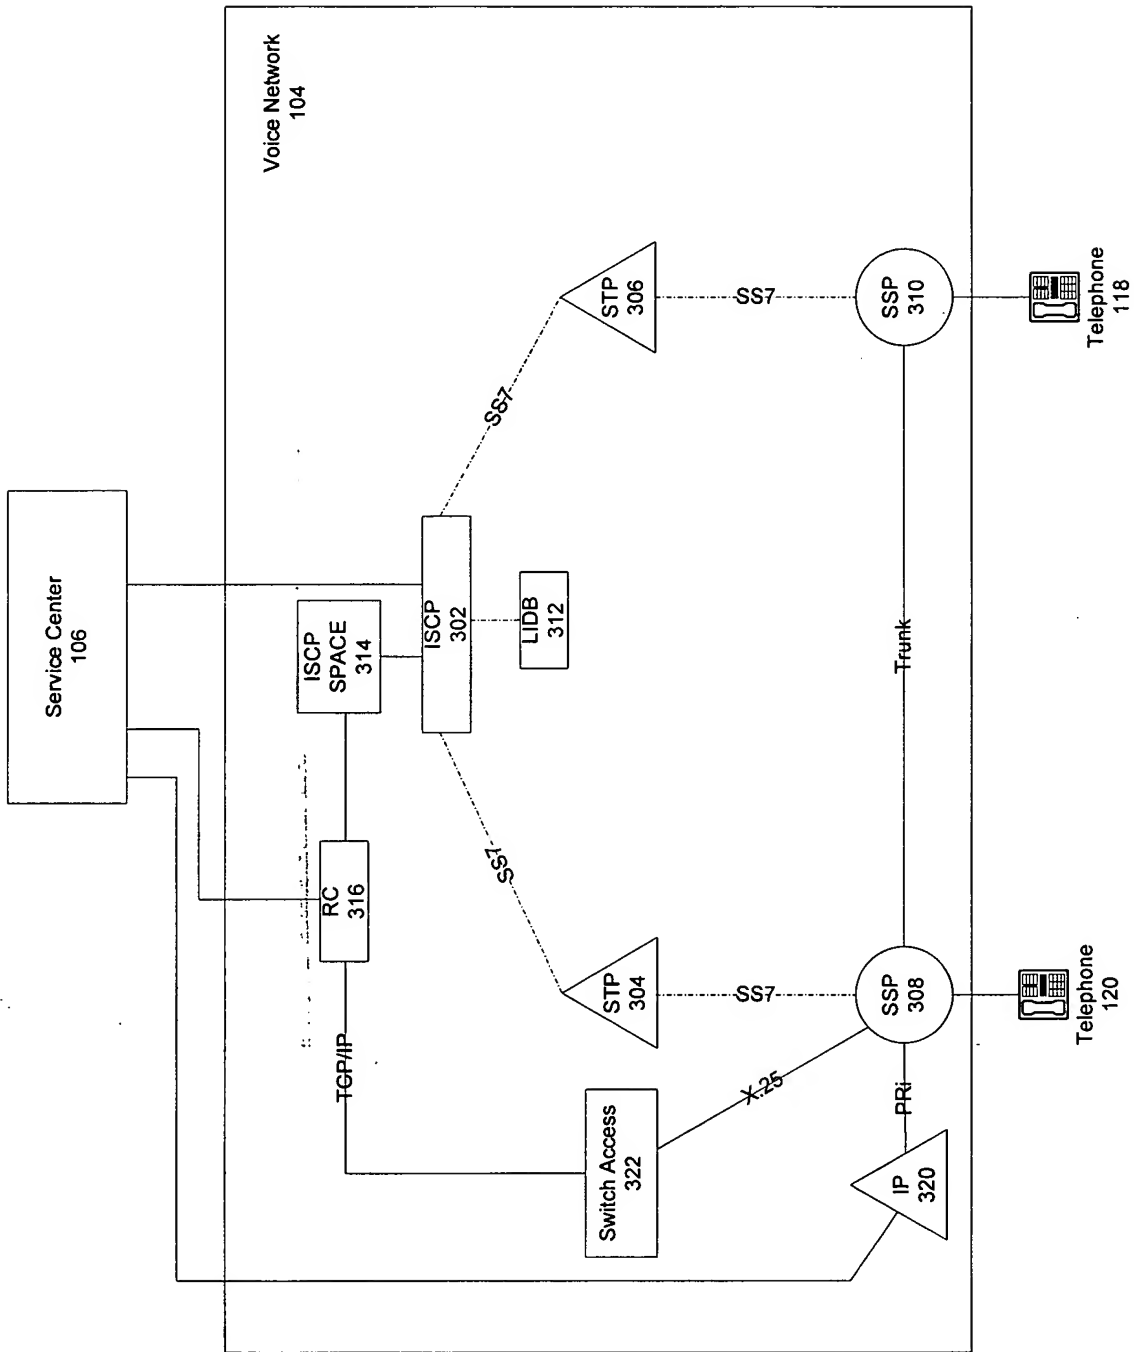 Service Center
106
Voice Network
104
ISCP
SPACE
314
RC
316
ISCP
302
LIDB
312
SS7
SS7
TCP/IP
STP
304
STP
306
Switch Access
322
SS7
SS7
X.25
PRi
IP
320
SSP
308
Trunk
SSP
310
Telephone
120
Telephone
118